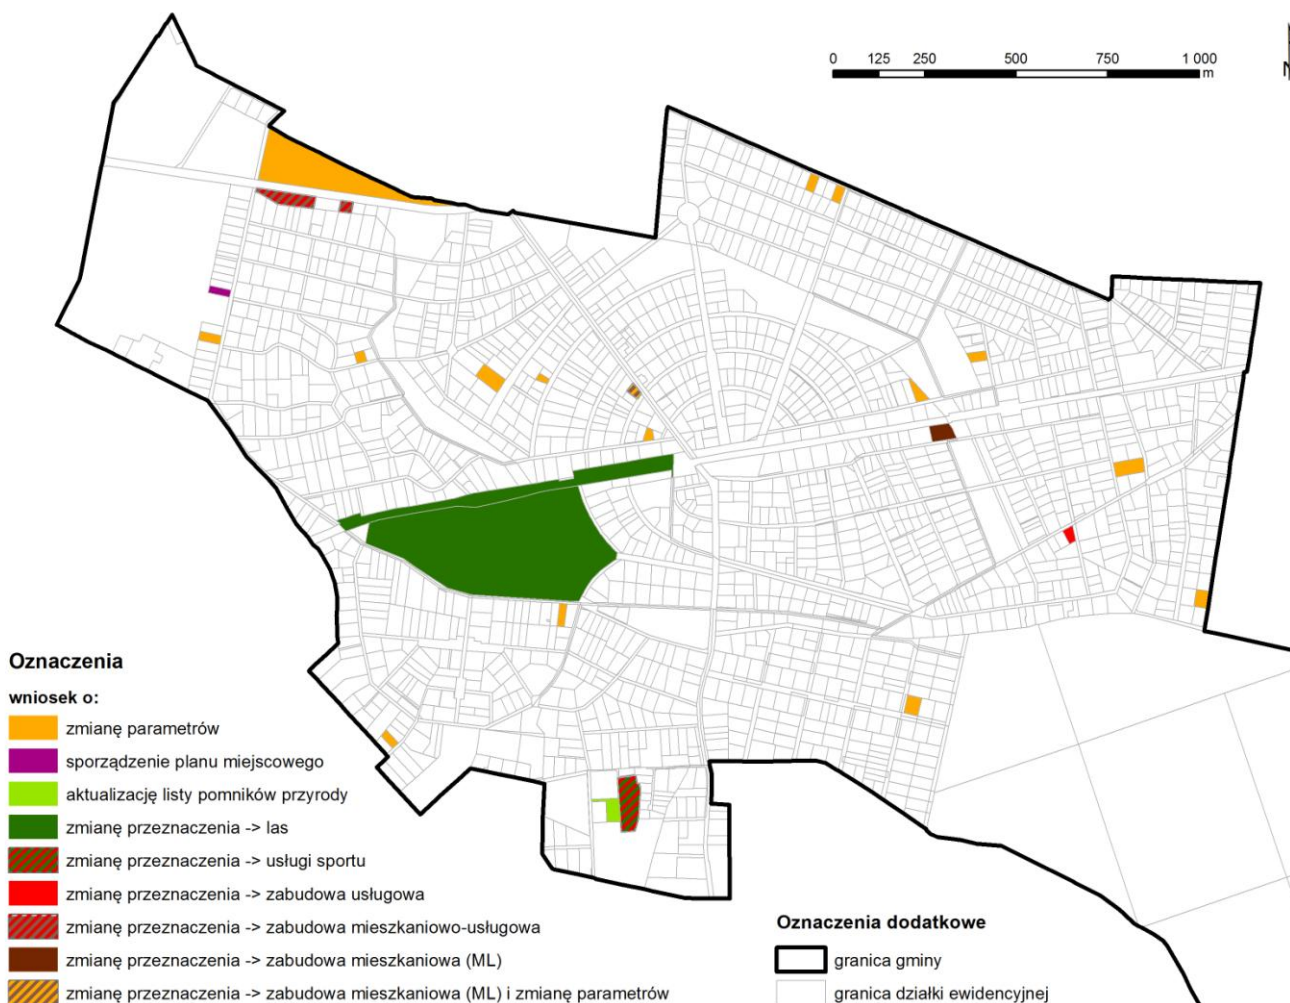 0 125 250 500 750 1 000
m
N
Oznaczenia
wniosek o:
zmianę parametrów
sporządzenie planu miejscowego
aktualizację listy pomników przyrody
zmianę przeznaczenia -> las
zmianę przeznaczenia -> usługi sportu
zmianę przeznaczenia -> zabudowa usługowa
zmianę przeznaczenia -> zabudowa mieszkaniowo-usługowa
zmianę przeznaczenia -> zabudowa mieszkaniowa (ML)
zmianę przeznaczenia -> zabudowa mieszkaniowa (ML) i zmianę parametrów
Oznaczenia dodatkowe
granica gminy
granica działki ewidencyjnej